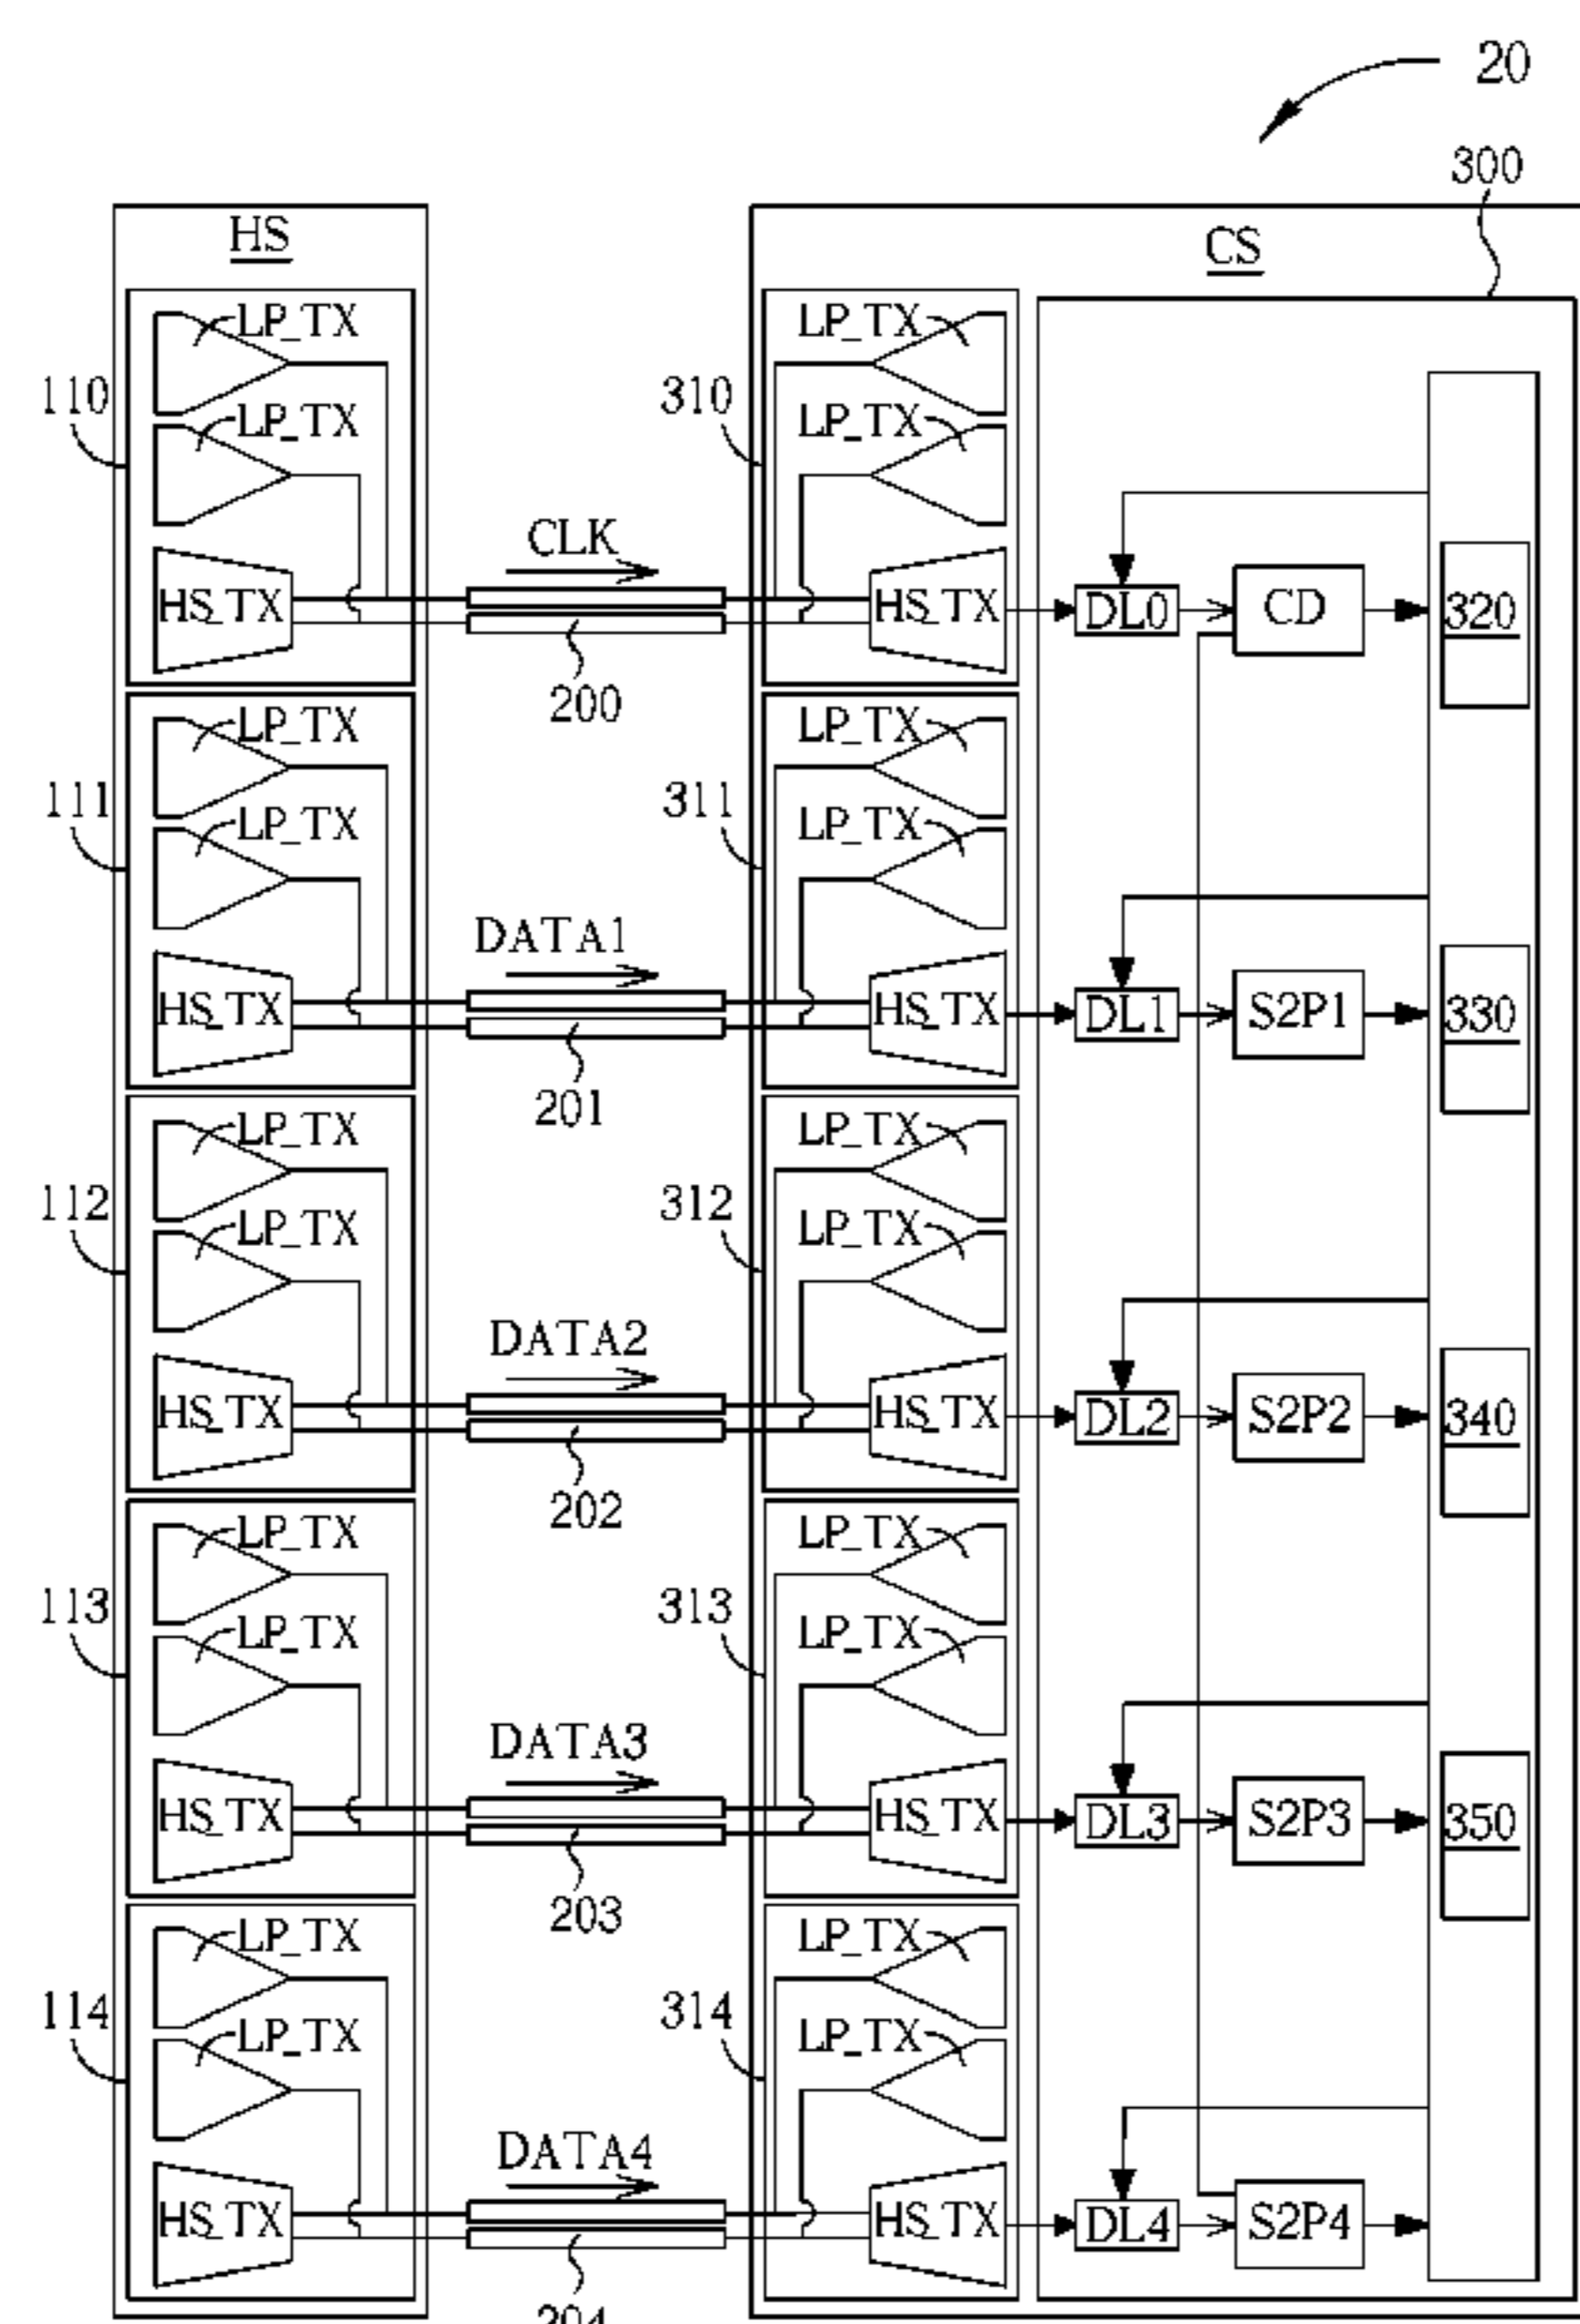 20
300
HS
CS
LP_TX
LP_TX
110
310
LP_TX
LP_TX
CLK
HS_TX
HS_TX
DL0
CD
320
200
LP_TX
LP_TX
111
311
LP_TX
LP_TX
DATA1
HS_TX
HS_TX
DL1
S2P1
330
201
LP_TX
LP_TX
112
312
LP_TX
LP_TX
DATA2
HS_TX
HS_TX
DL2
S2P2
340
202
LP_TX
LP_TX
113
313
LP_TX
LP_TX
DATA3
HS_TX
HS_TX
DL3
S2P3
350
203
LP_TX
LP_TX
114
314
LP_TX
LP_TX
DATA4
HS_TX
HS_TX
DL4
S2P4
204